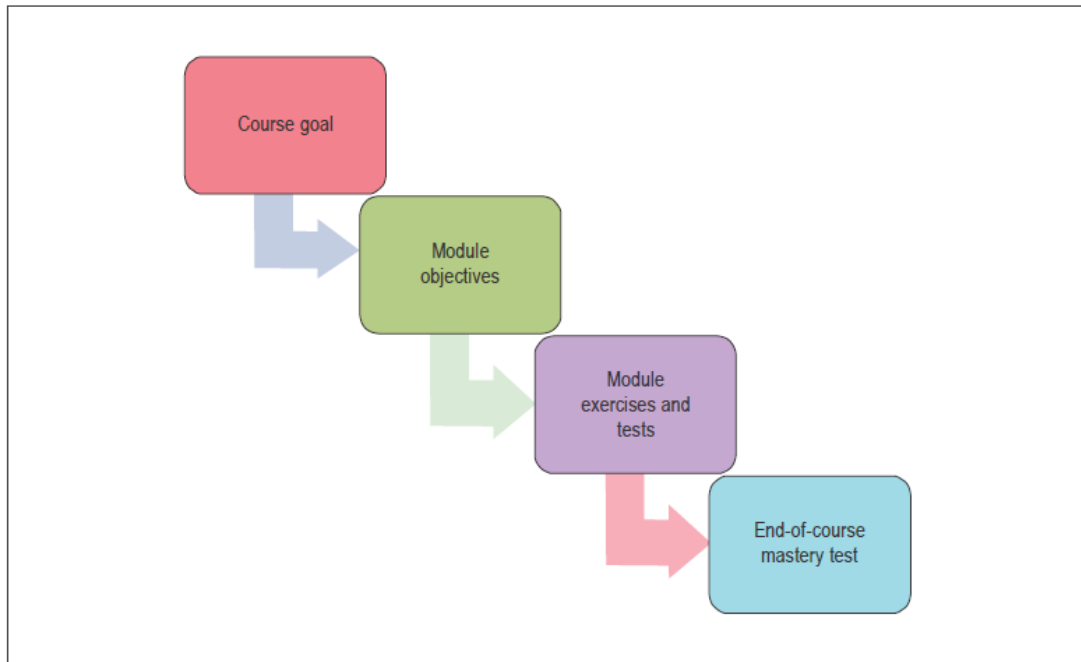 Course goal
Module
objectives
Module
exercises and
tests
End-of-course
mastery test